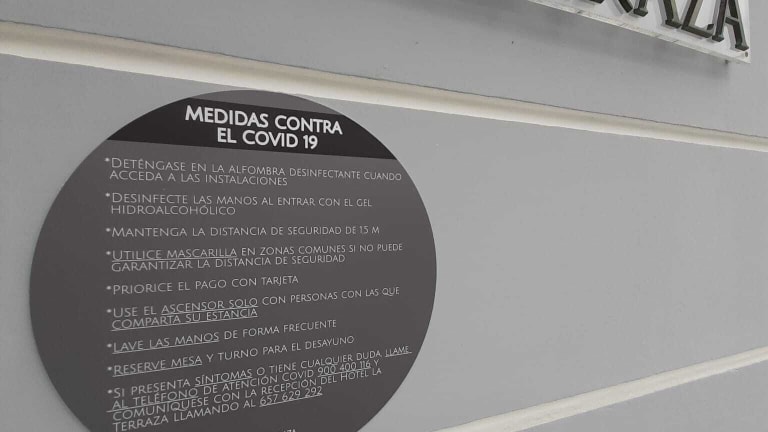 MEDIDAS CONTRA
EL COVID 19
*DETÉNGASE EN LA ALFOMBRA DESINFECTANTE CUANDO
ACCEDA A LAS INSTALACIONES
*DESINFECTE LAS MANOS AL ENTRAR CON EL GEL
HIDROALCOHÓLICO
*MANTENGA LA DISTANCIA DE SEGURIDAD DE 1.5 M
*UTILICE MASCARILLA EN ZONAS COMUNES SI NO PUEDE
GARANTIZAR LA DISTANCIA DE SEGURIDAD
*PRIORICE EL PAGO CON TARJETA
*USE EL ASCENSOR SOLO CON PERSONAS CON LAS QUE
COMPARTA SU ESTANCIA
*LAVE LAS MANOS DE FORMA FRECUENTE
*RESERVE MESA Y TURNO PARA EL DESAYUNO
*SI PRESENTA SÍNTOMAS O TIENE CUALQUIER DUDA, LLAME
AL TELÉFONO DE ATENCIÓN COVID 900 400 116 Y
COMUNÍQUESE CON LA RECEPCIÓN DEL HOTEL LA
TERRAZA LLAMANDO AL 657 629 292